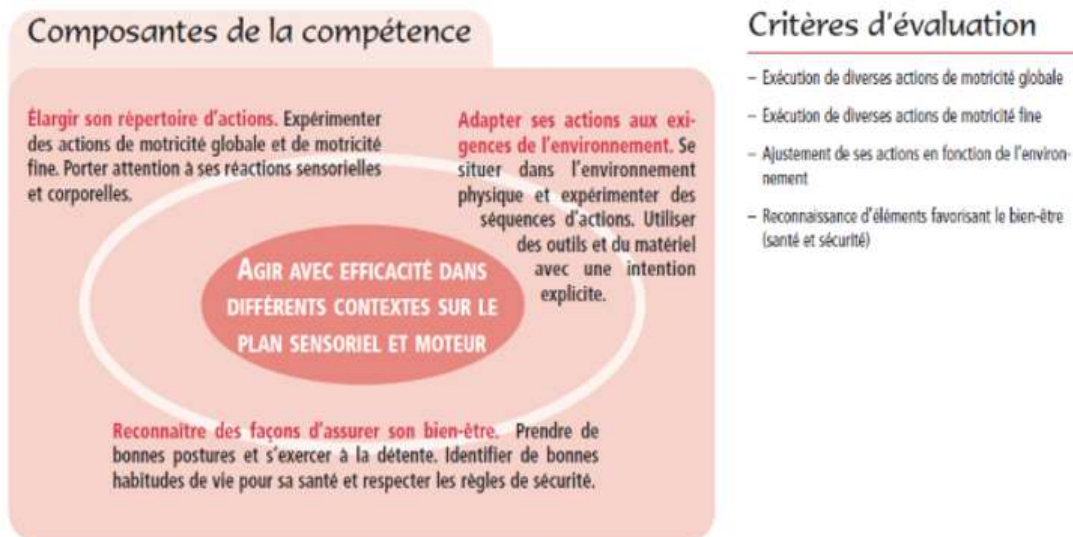 Composantes de la compétence
Élargir son répertoire d'actions. Expérimenter
des actions de motricité globale et de motricité
fine. Porter attention à ses réactions sensorielles
et corporelles.
Adapter ses actions aux exi-
gences de l'environnement. Se
situer dans l'environnement
physique et expérimenter des
séquences d'actions. Utiliser
des outils et du matériel
avec une intention
explicite.
AGIR AVEC EFFICACITÉ DANS
DIFFÉRENTS CONTEXTES SUR LE
PLAN SENSORIEL ET MOTEUR
Reconnaître des façons d'assurer son bien-être. Prendre de
bonnes postures et s'exercer à la détente. Identifier de bonnes
habitudes de vie pour sa santé et respecter les règles de sécurité.
Critères d'évaluation
– Exécution de diverses actions de motricité globale
– Exécution de diverses actions de motricité fine
– Ajustement de ses actions en fonction de l'environ-
nement
– Reconnaissance d'éléments favorisant le bien-être
(santé et sécurité)